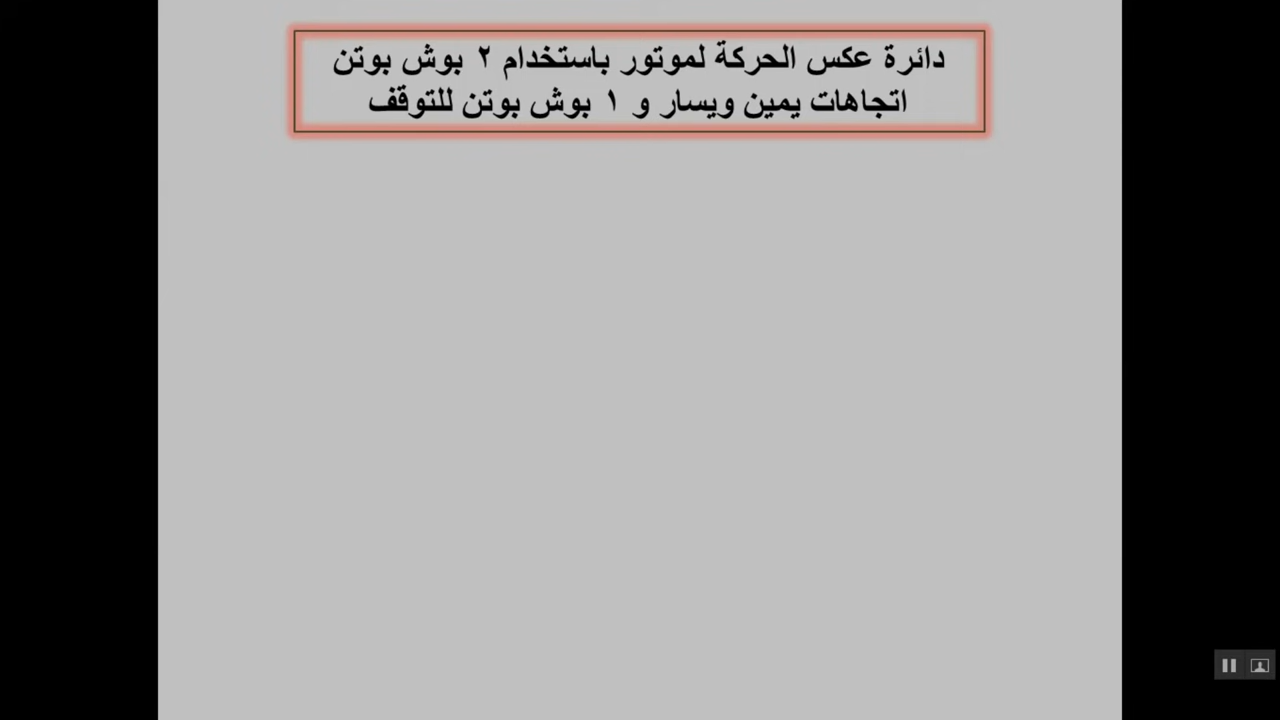 دائرة عكس الحركة لموتور باستخدام ٢ بوش بوتن
اتجاهات يمين ويسار و ١ بوش بوتن للتوقف